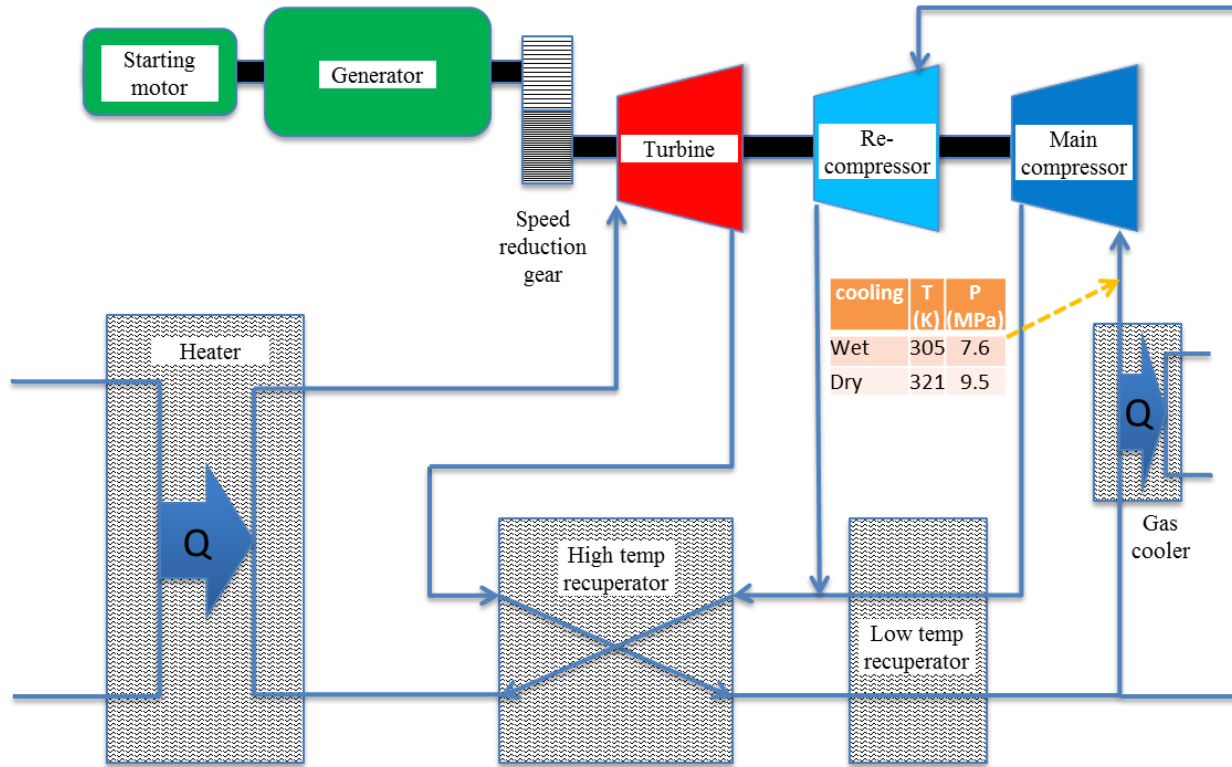 Starting
motor
Generator
Speed
reduction
gear
Turbine
Re-
compressor
Main
compressor
cooling T P
(K) (MPa)
Wet 305 7.6
Dry 321 9.5
Heater
Q
Q
Gas
cooler
High temp
recuperator
Low temp
recuperator